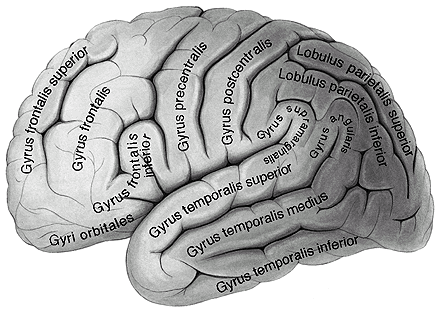 Gyrus frontalis superior
Gyrus frontalis
Gyrus frontalis
inferior
Gyri orbitales
Gyrus precentralis
Gyrus postcentralis
Lobulus parietalis superior
Lobulus parietalis inferior
Gyrus supramarginalis
Gyrus angularis
Gyrus temporalis superior
Gyrus temporalis medius
Gyrus temporalis inferior